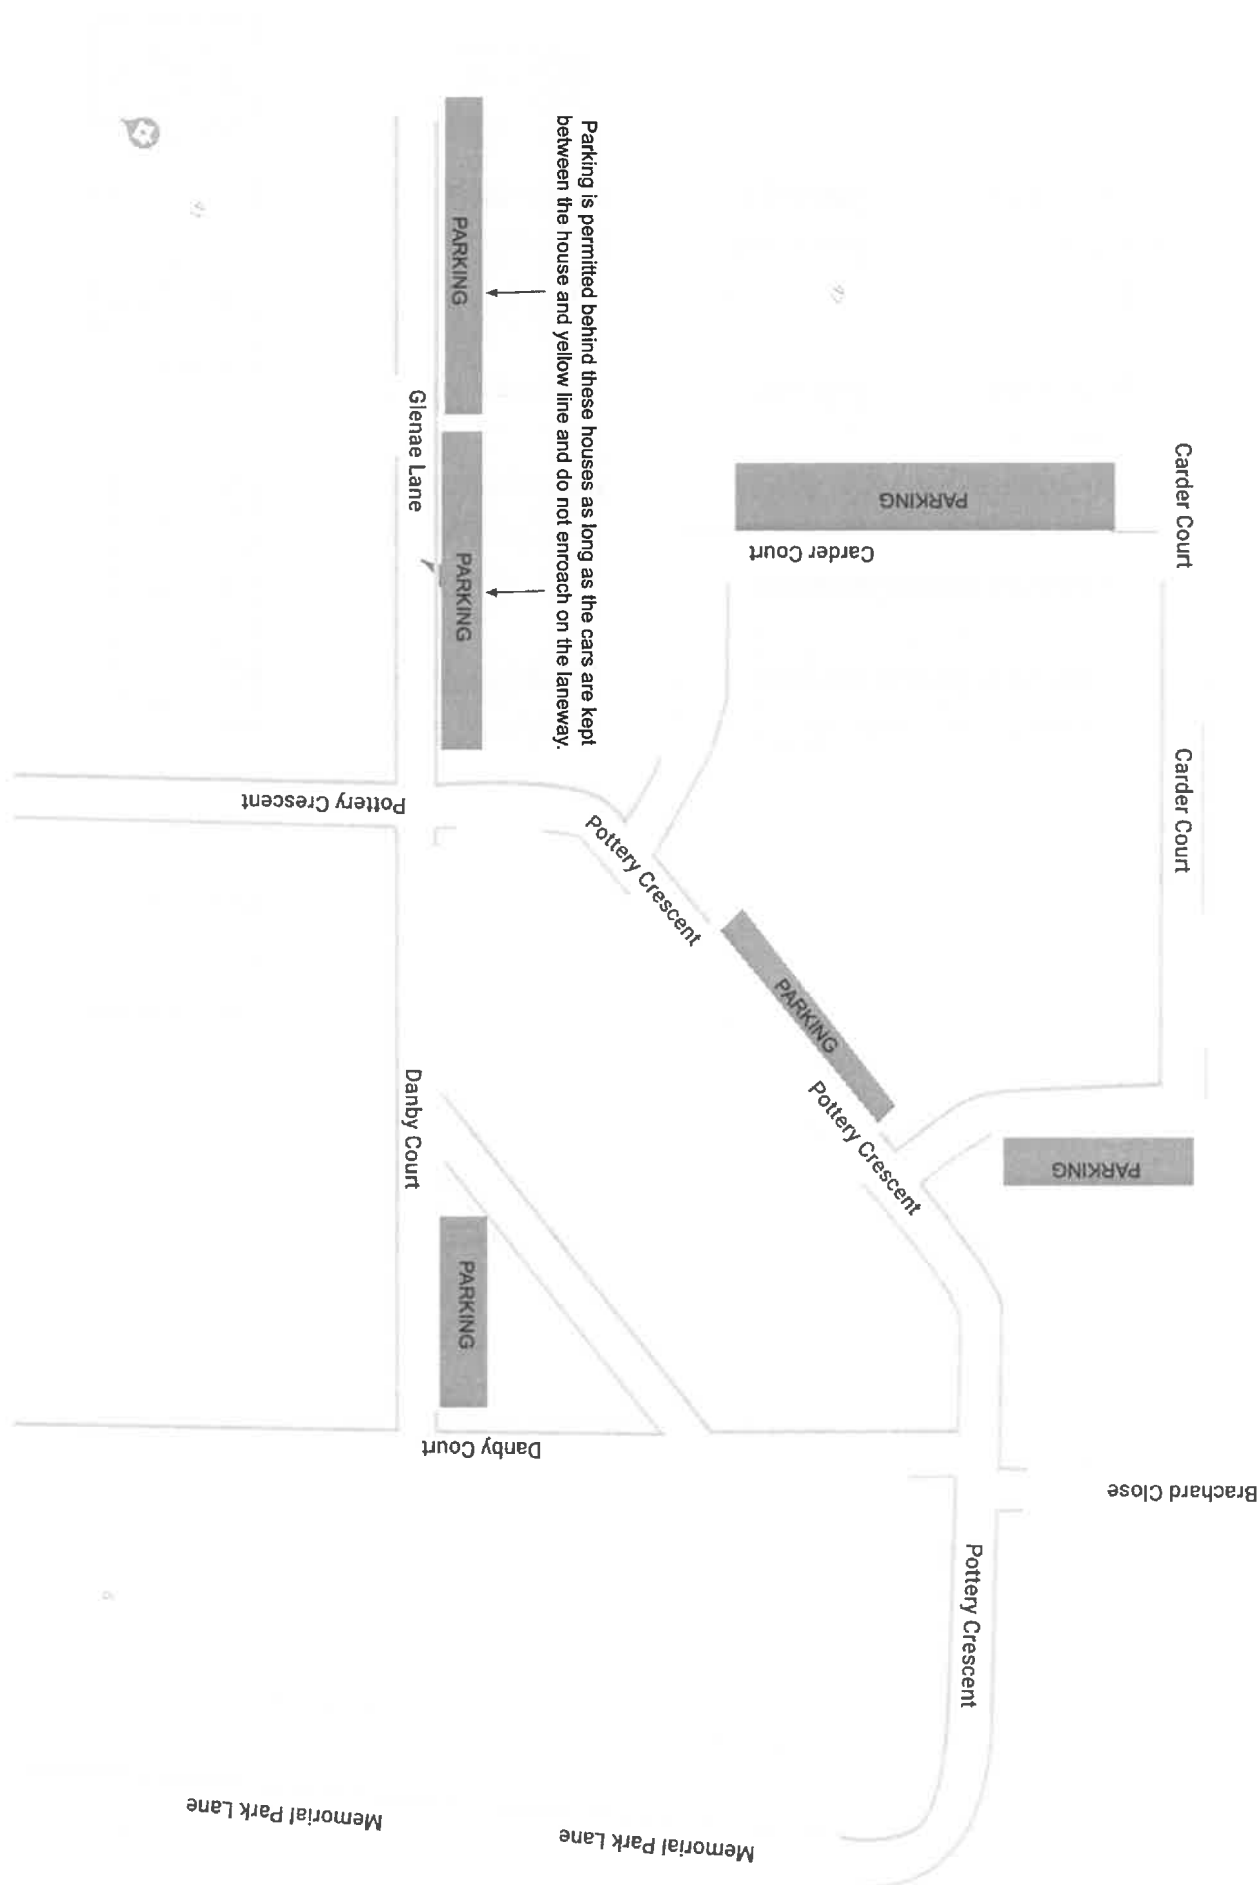 Parking is permitted behind these houses as long as the cars are kept
between the house and yellow line and do not enroach on the laneway.
PARKING
PARKING
Glenae Lane
Carder Court
PARKING
Carder Court
Carder Court
Pottery Crescent
Pottery Crescent
PARKING
Pottery Crescent
PARKING
Danby Court
PARKING
Danby Court
Brachard Close
Pottery Crescent
Memorial Park Lane
Memorial Park Lane